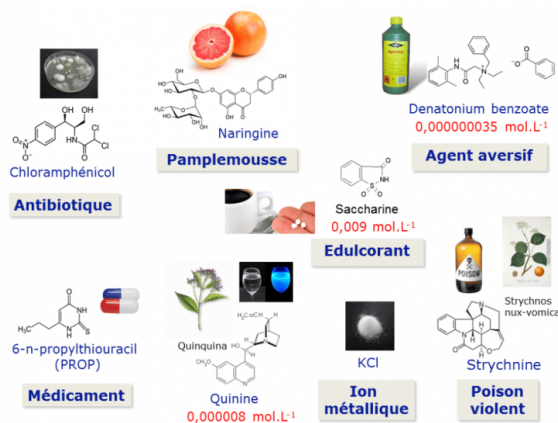 Chloramphénicol
Antibiotique
Naringine
Pamplemousse
Denatonium benzoate
0,000000035 mol.L-1
Agent aversif
Saccharine
0,009 mol.L-1
Edulcorant
6-n-propylthiouracil
(PROP)
Médicament
Quinquina
Quinine
0,000008 mol.L-1
KCl
Ion
métallique
POISON
Strychnos
nux-vomica
Strychnine
Poison
violent